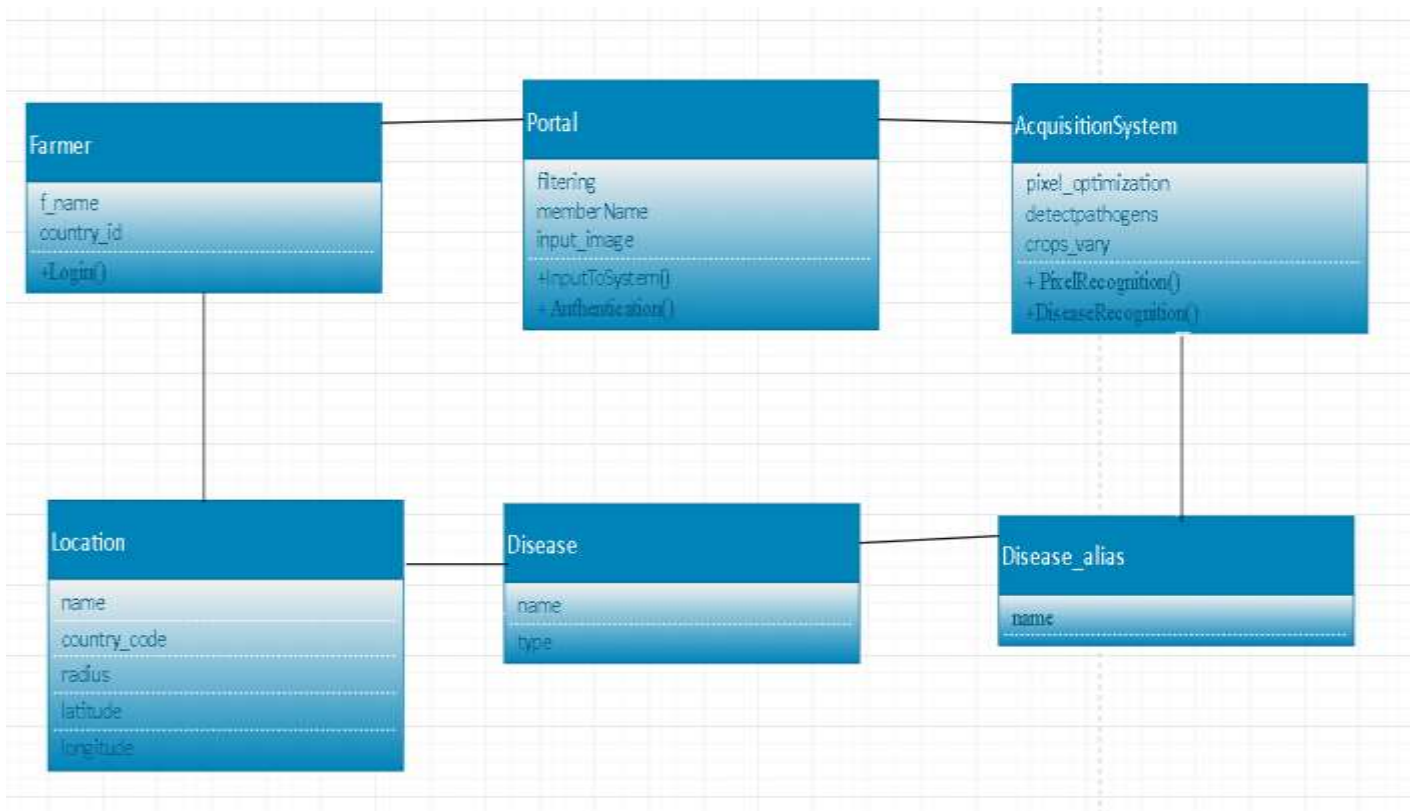 Farmer
f_name
country_id
+Login()
Portal
filtering
memberName
input_image
+InputToSystem()
+ Authentication()
AcquisitionSystem
pixel_optimization
detectpathogens
crops_vary
+ PixelRecognition()
+DiseaseRecognition()
Location
name
country_code
radius
latitude
longitude
Disease
name
type
Disease_alias
name